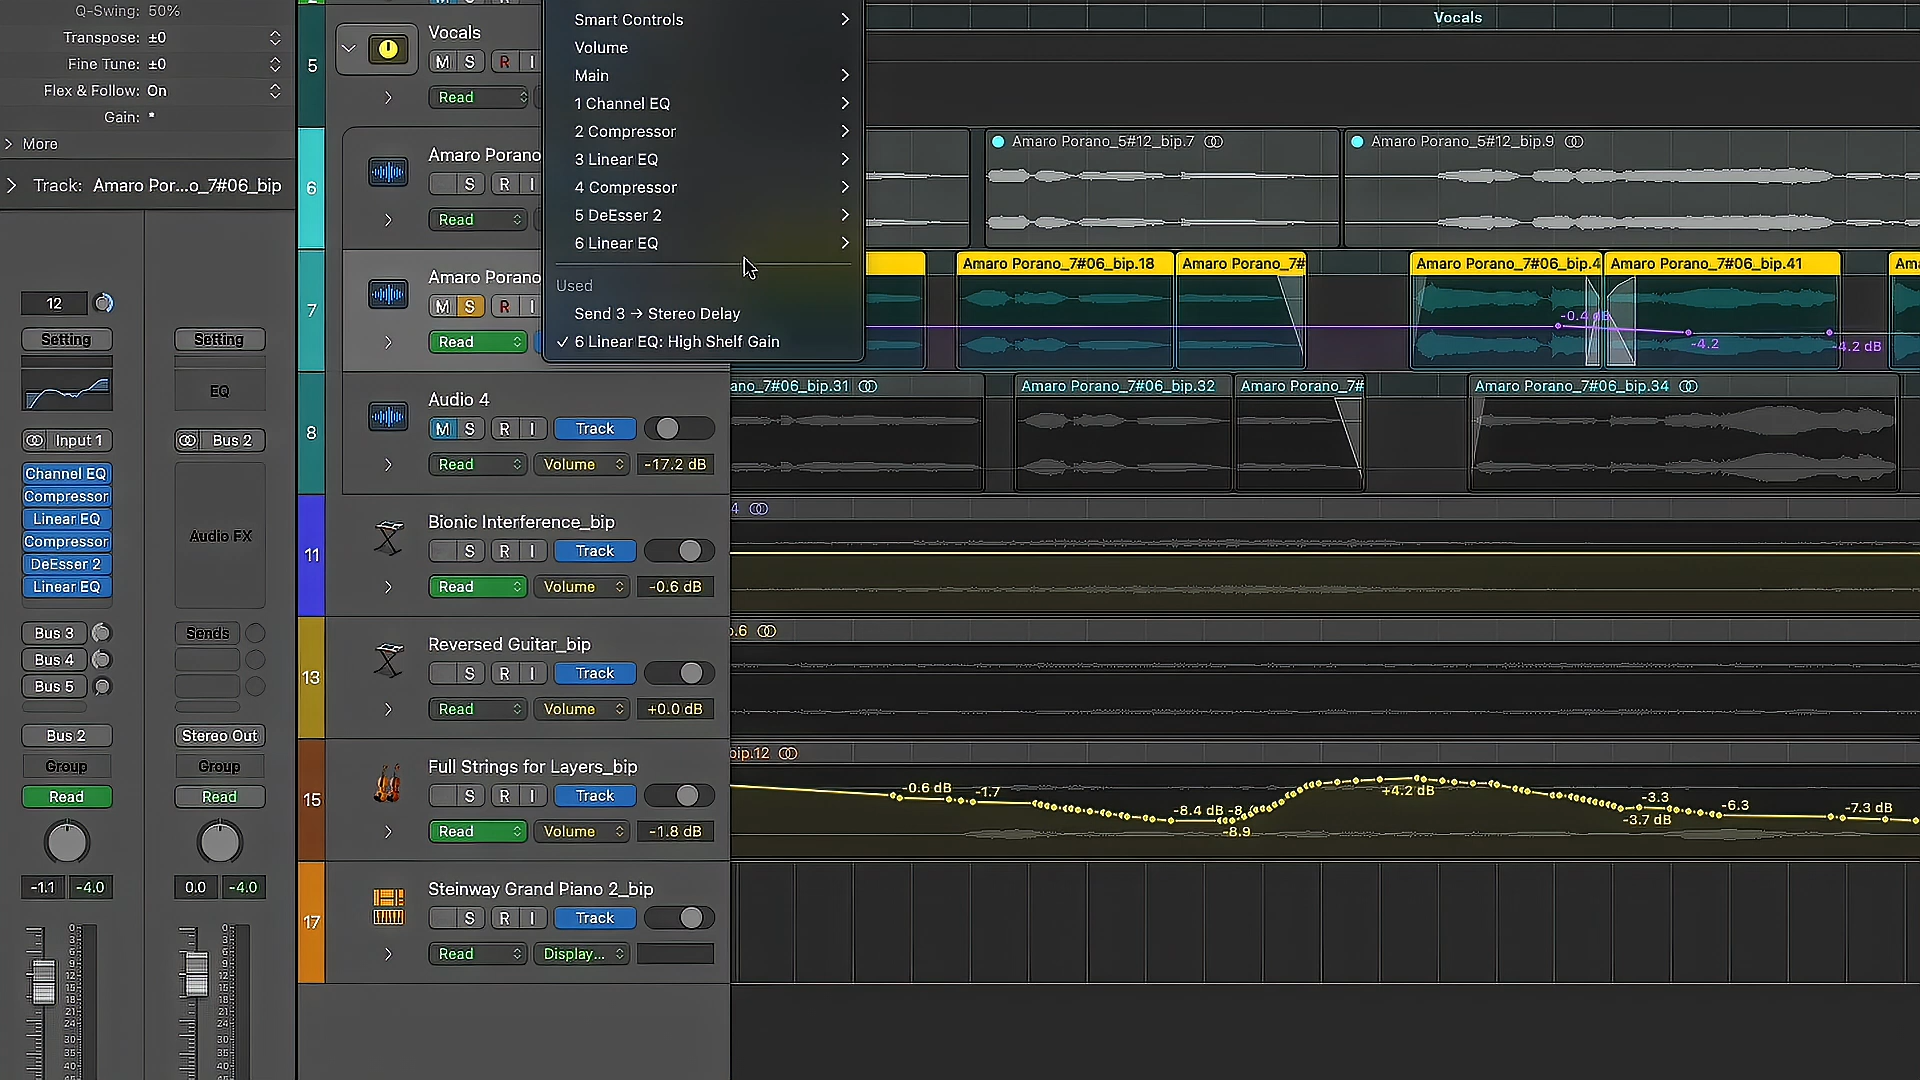 Q-Swing: 50%
Transpose: ±0
Fine Tune: ±0
Flex & Follow: On
Gain:
More
Track: Amaro Por...o_7#06_bip
12
Setting
Setting
EQ
Input 1
Bus 2
Channel EQ
Compressor
Linear EQ
Compressor
DeEsser 2
Linear EQ
Audio FX
Bus 3
Bus 4
Bus 5
Sends
Bus 2
Stereo Out
Group
Group
Read
Read
-1.1 -4.0
0.0 -4.0
5
Vocals
M S R I
Read
6
Amaro Porano
S R I
Read
7
Amaro Porano
M S R I
Read
8
Audio 4
M S R I Track
Read Volume -17.2 dB
11
Bionic Interference_bip
S R I Track
Read Volume -0.6 dB
13
Reversed Guitar_bip
S R I Track
Read Volume +0.0 dB
15
Full Strings for Layers_bip
S R I Track
Read Volume -1.8 dB
17
Steinway Grand Piano 2_bip
S R I Track
Read Display...
Smart Controls
Volume
Main
1 Channel EQ
2 Compressor
3 Linear EQ
4 Compressor
5 DeEsser 2
6 Linear EQ
Used
Send 3 → Stereo Delay
✓ 6 Linear EQ: High Shelf Gain
Vocals
Amaro Porano_5#12_bip.7
Amaro Porano_5#12_bip.9
Amaro Porano_7#06_bip.18
Amaro Porano_7#
Amaro Porano_7#06_bip.4
Amaro Porano_7#06_bip.41
Ama
-0.4 dB
-4.2
-4.2 dB
ano_7#06_bip.31
Amaro Porano_7#06_bip.32
Amaro Porano_7#
Amaro Porano_7#06_bip.34
4
.6
bip.12
-0.6 dB
-1.7
-8.4 dB
-8.9
+4.2 dB
-3.3
-3.7 dB
-6.3
-7.3 dB